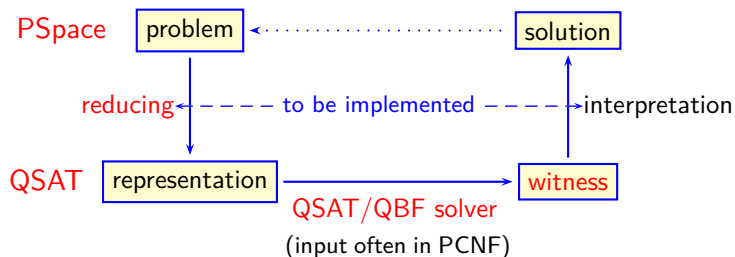 PSpace problem solution
reducing to be implemented interpretation
QSAT representation witness
QSAT/QBF solver
(input often in PCNF)